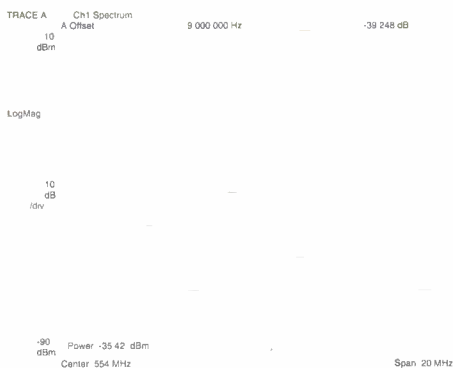 TRACE A Ch1 Spectrum
A Offset 9 000 000 Hz -39 248 dB
10
dBm
LogMag
10
dB
/div
-90
dBm
Power -35 42 dBm
Center 554 MHz Span 20 MHz